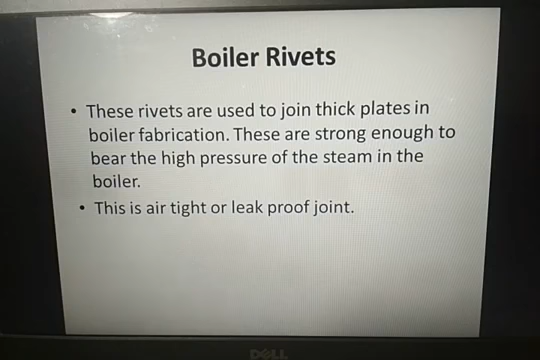 Boiler Rivets
• These rivets are used to join thick plates in
boiler fabrication. These are strong enough to
bear the high pressure of the steam in the
boiler.
• This is air tight or leak proof joint.
DELL